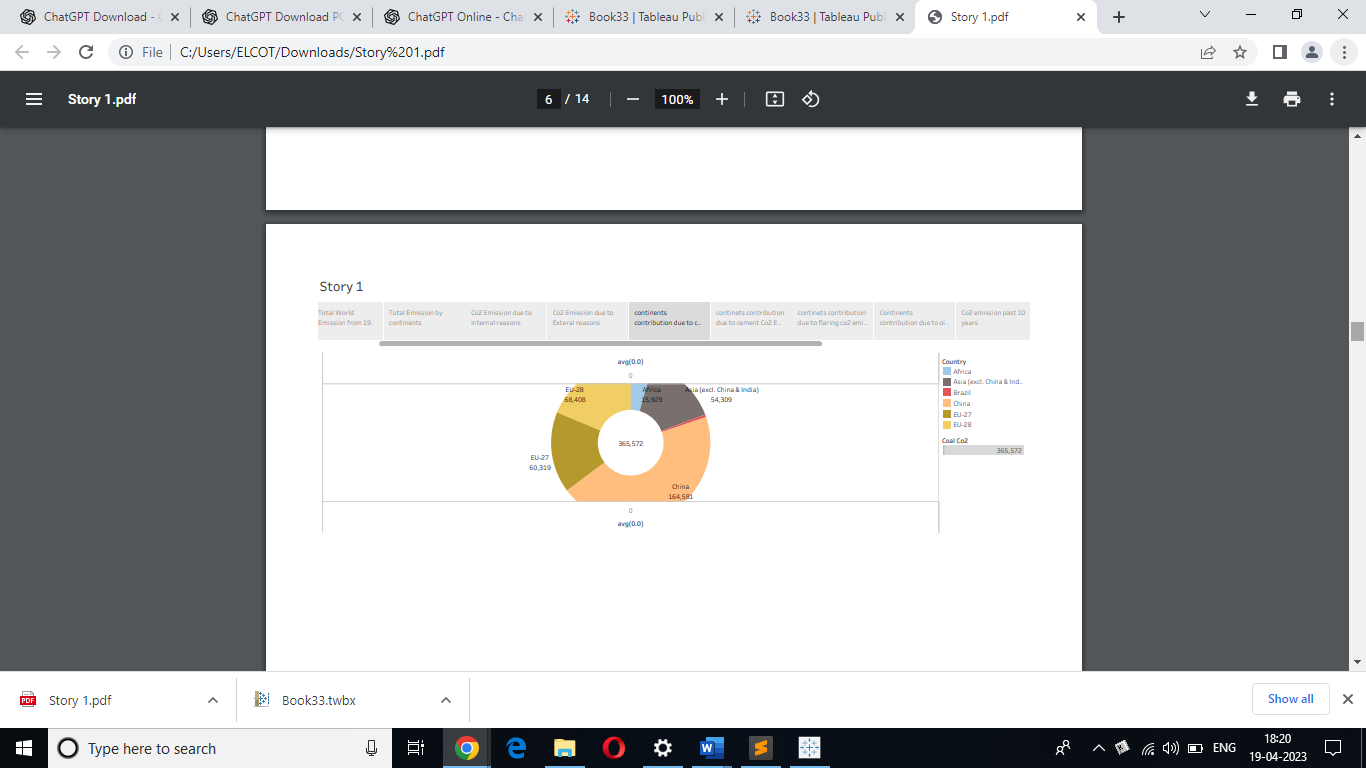 ChatGPT Download - C
ChatGPT Download PC
ChatGPT Online - Cha
Book33 | Tableau Publ
Book33 | Tableau Publ
Story 1.pdf
File
C:/Users/ELCOT/Downloads/Story%201.pdf
Story 1.pdf
6 / 14
100%
Story 1
Total World
Emission from 19..
Total Emission by
continents
Co2 Emission due to
internal reasons
Co2 Emission due to
Exteral reasons
continents
contribution due to c..
continets contribution
due to cement Co2 E..
continets contribution
due to flaring co2 emi..
Continents
contribution due to oi..
Co2 emission past 10
years
avg(0.0)
0
EU-28
68,408
Africa
15,929
Asia (excl. China & India)
54,309
365,572
EU-27
60,319
China
164,581
0
avg(0.0)
Country
Africa
Asia (excl. China & Ind..
Brazil
China
EU-27
EU-28
Coal Co2
365,572
PDF
Story 1.pdf
Book33.twbx
Show all
Type here to search
ENG
18:20
19-04-2023